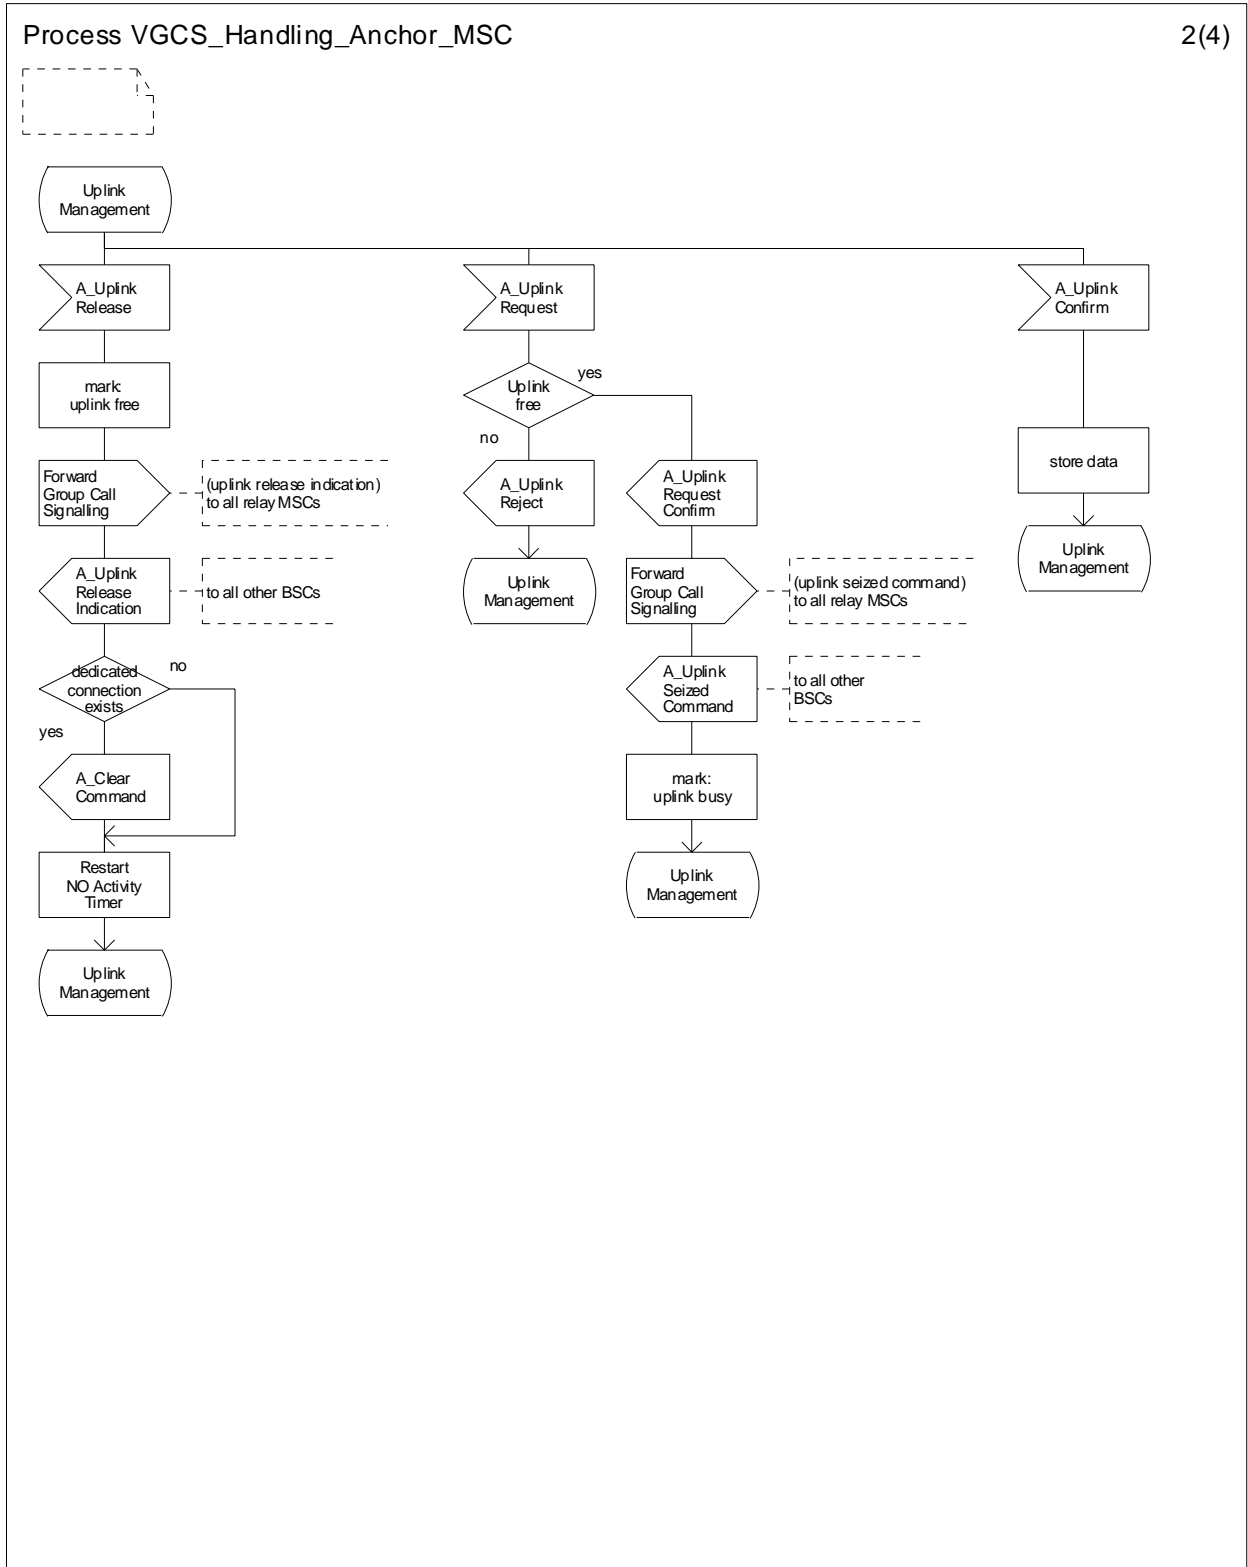 Process VGCS_Handling_Anchor_MSC
2(4)
Uplink
Management
A_Uplink
Release
mark:
uplink free
Forward
Group Call
Signalling
(uplink release indication)
to all relay MSCs
A_Uplink
Release
Indication
to all other BSCs
dedicated
connection
exists
no
yes
A_Clear
Command
Restart
NO Activity
Timer
Uplink
Management
A_Uplink
Request
Uplink
free
yes
no
A_Uplink
Reject
Uplink
Management
A_Uplink
Request
Confirm
Forward
Group Call
Signalling
(uplink seized command)
to all relay MSCs
A_Uplink
Seized
Command
to all other
BSCs
mark:
uplink busy
Uplink
Management
A_Uplink
Confirm
store data
Uplink
Management